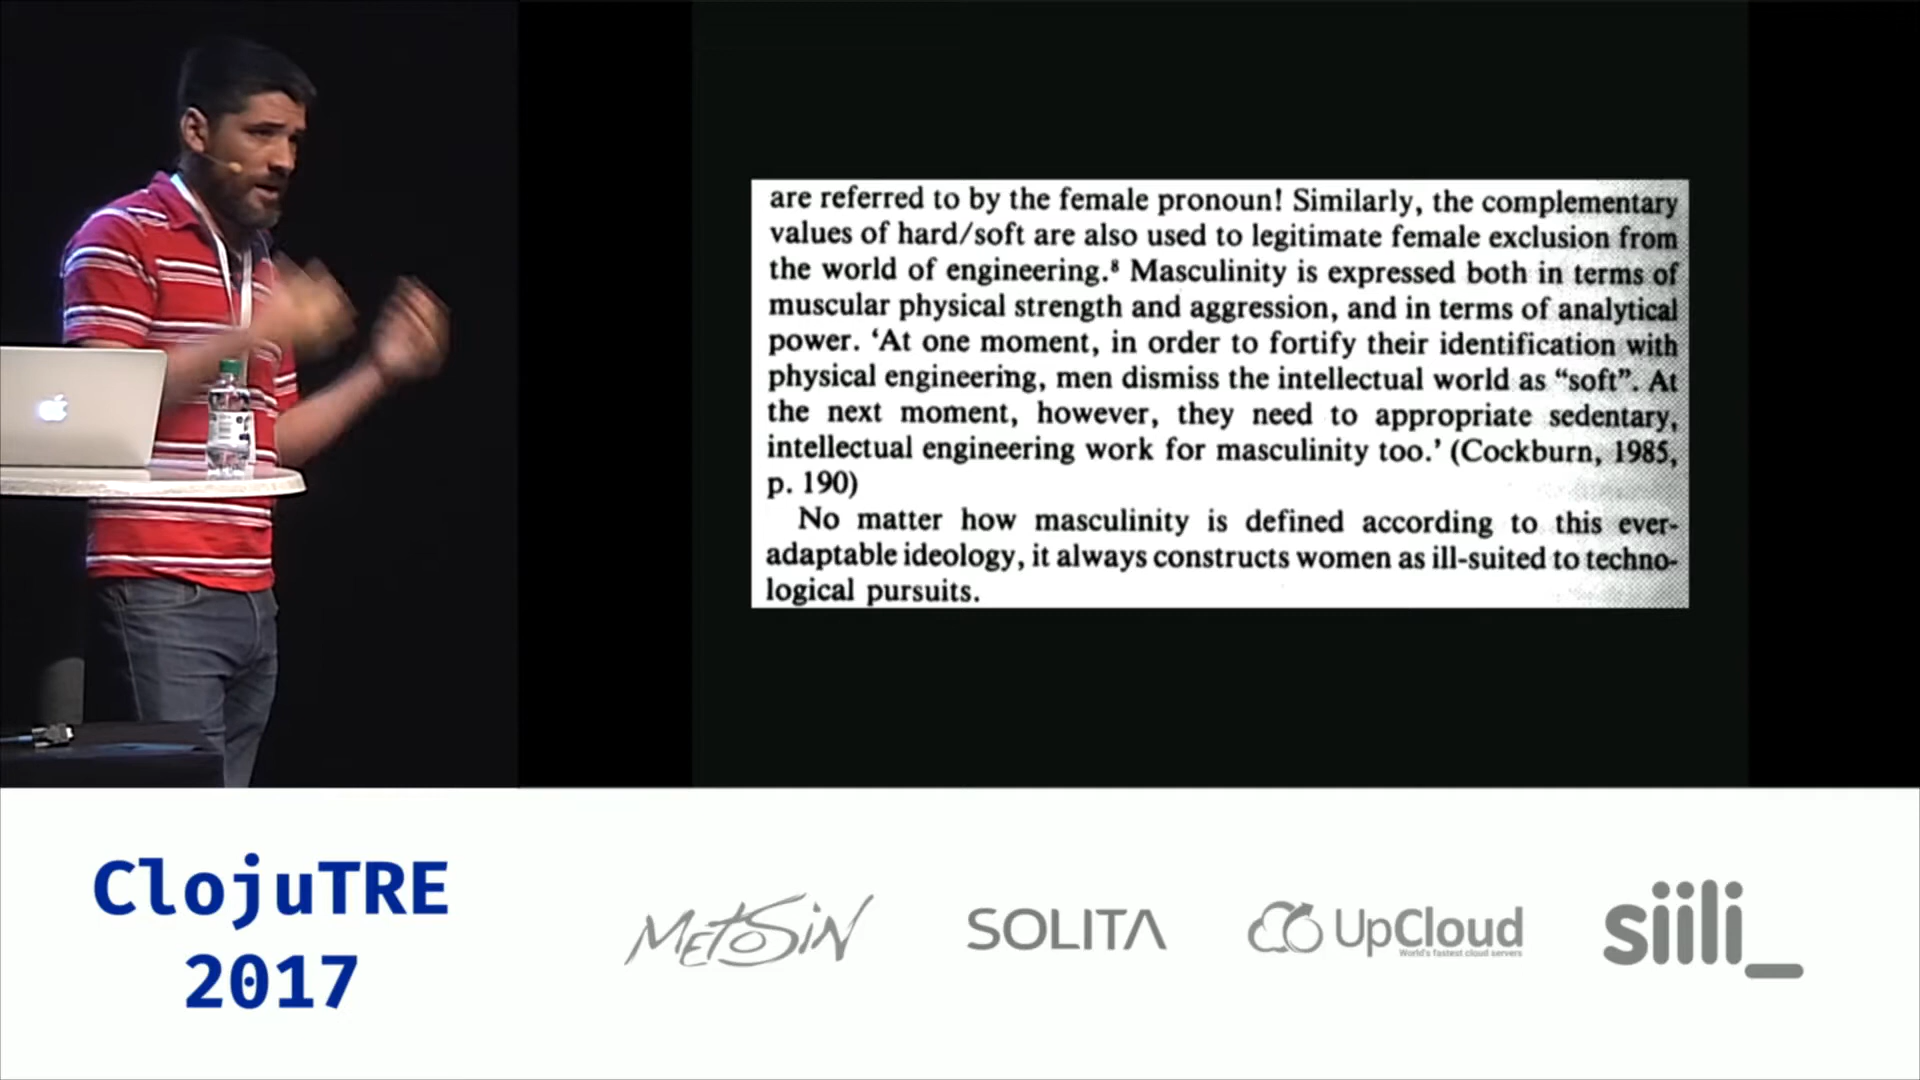 are referred to by the female pronoun! Similarly, the complementary
values of hard/soft are also used to legitimate female exclusion from
the world of engineering.⁸ Masculinity is expressed both in terms of
muscular physical strength and aggression, and in terms of analytical
power. ‘At one moment, in order to fortify their identification with
physical engineering, men dismiss the intellectual world as “soft”. At
the next moment, however, they need to appropriate sedentary,
intellectual engineering work for masculinity too.’ (Cockburn, 1985,
p. 190)
No matter how masculinity is defined according to this ever-
adaptable ideology, it always constructs women as ill-suited to techno-
logical pursuits.
ClojuTRE
2017
METOSIN
SOLITA
UpCloud
World's fastest cloud servers
siili_